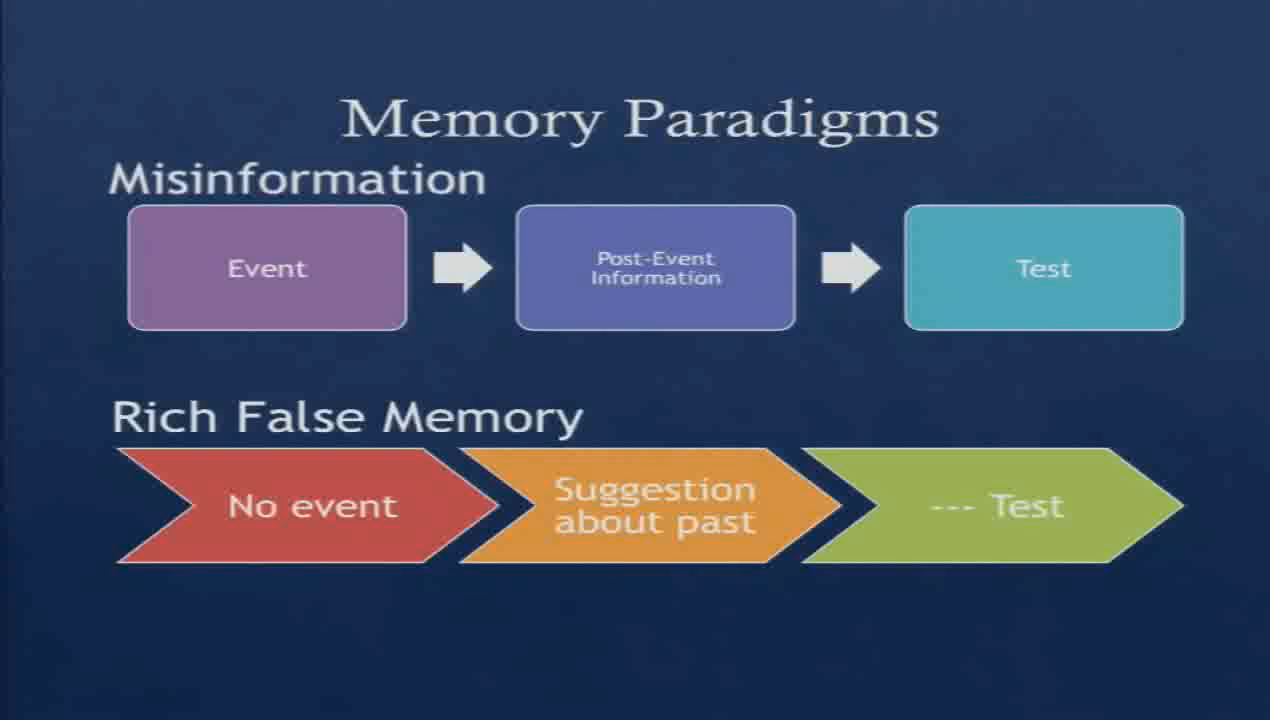 Memory Paradigms
Misinformation
Event
Post-Event
Information
Test
Rich False Memory
No event
Suggestion
about past
--- Test